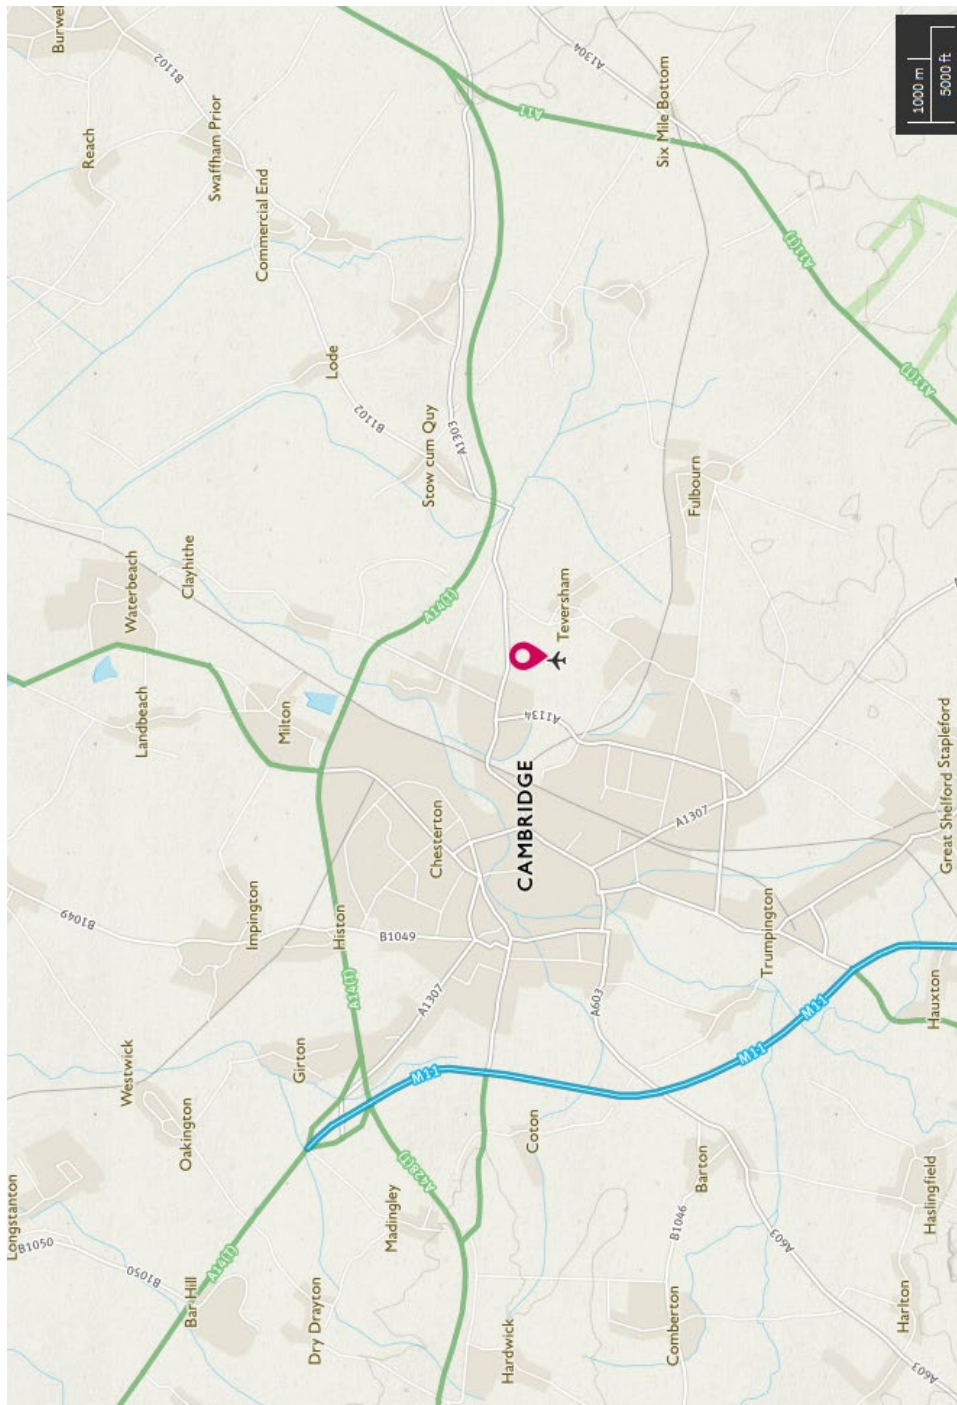 Longstanton
B1050
B1049
Burwel
Reach
Westwick
Waterbeach
Landbeach
B1050
B1102
Oakington
Clayhithe
Bar Hill
Swaffham Prior
A14(T)
Impington
Commercial End
Milton
Girton
Dry Drayton
Histon
Lode
A14(T)
B1102
Madingley
B1049
A428(T)
M11
A1307
Chesterton
A14(T)
Stow cum Quy
A1303
Hardwick
CAMBRIDGE
Coton
A11
A1134
Teversham
A603
A1304
Comberton
B1046
Barton
A1307
Fulbourn
Six Mile Bottom
M11
Trumpington
A603
M11
A11(T)
Harlton
Haslingfield
Hauxton
Great Shelford Stapleford
A603
A11(T)
1000 m
5000 ft